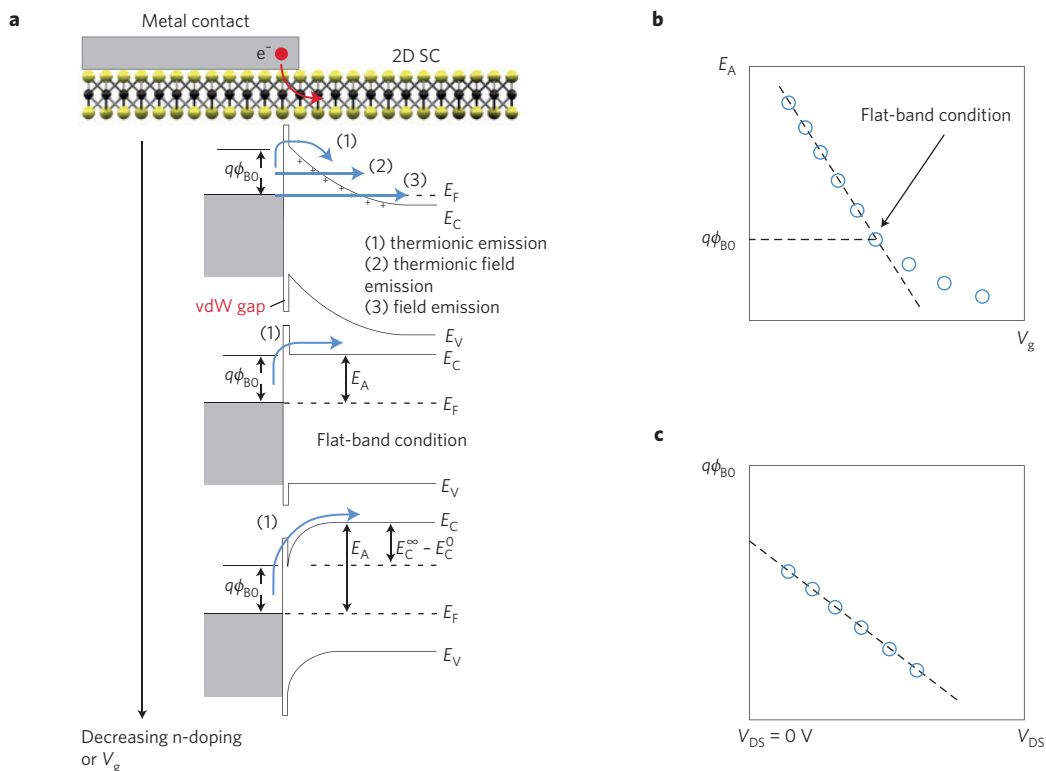 a
Metal contact
e⁻
2D SC
(1)
(2)
(3)
qϕB0
EF
EC
(1) thermionic emission
(2) thermionic field
emission
(3) field emission
vdW gap
EV
(1)
EC
qϕB0
EA
EF
Flat-band condition
EV
(1)
EC
EA
EC∞ – EC0
qϕB0
EF
EV
Decreasing n-doping
or Vg
b
EA
Flat-band condition
qϕB0
Vg
c
qϕB0
VDS = 0 V
VDS